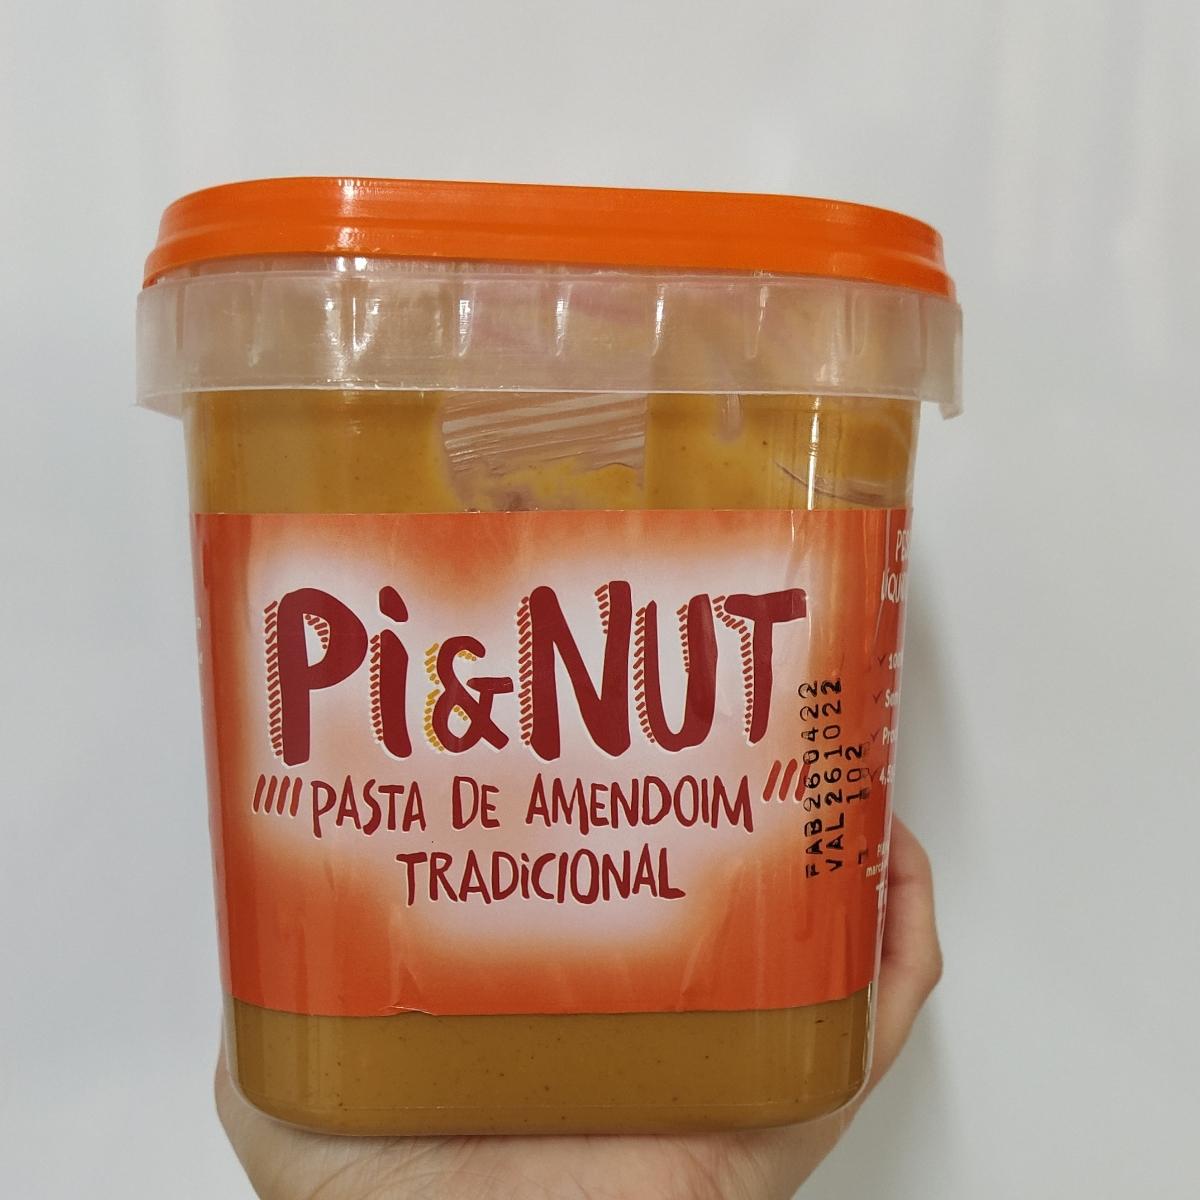 Pi&NUT
PASTA DE AMENDOIM
TRADiCiONAL
FAB260422
VAL261022